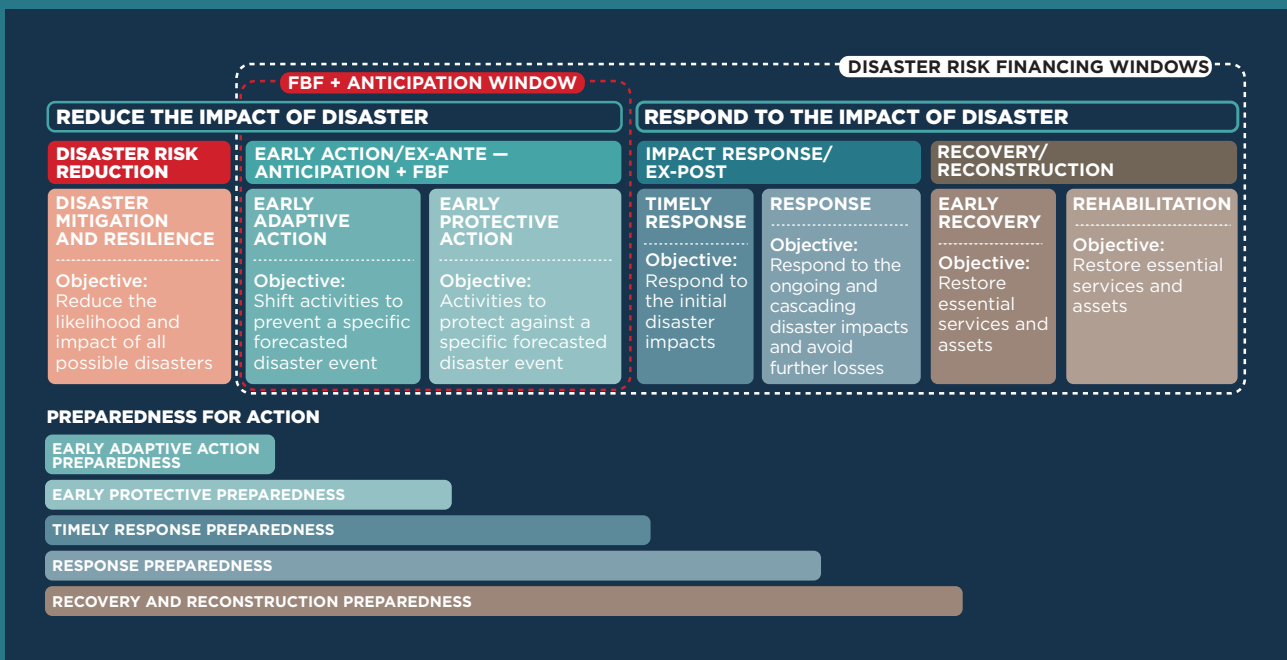 DISASTER RISK FINANCING WINDOWS
FBF + ANTICIPATION WINDOW
REDUCE THE IMPACT OF DISASTER
RESPOND TO THE IMPACT OF DISASTER
DISASTER RISK
REDUCTION
EARLY ACTION/EX-ANTE —
ANTICIPATION + FBF
IMPACT RESPONSE/
EX-POST
RECOVERY/
RECONSTRUCTION
DISASTER
MITIGATION
AND RESILIENCE
Objective:
Reduce the
likelihood and
impact of all
possible disasters
EARLY
ADAPTIVE
ACTION
Objective:
Shift activities to
prevent a specific
forecasted
disaster event
EARLY
PROTECTIVE
ACTION
Objective:
Activities to
protect against a
specific forecasted
disaster event
TIMELY
RESPONSE
Objective:
Respond to
the initial
disaster
impacts
RESPONSE
Objective:
Respond to the
ongoing and
cascading
disaster impacts
and avoid
further losses
EARLY
RECOVERY
Objective:
Restore
essential
services and
assets
REHABILITATION
Objective:
Restore essential
services and
assets
PREPAREDNESS FOR ACTION
EARLY ADAPTIVE ACTION
PREPAREDNESS
EARLY PROTECTIVE PREPAREDNESS
TIMELY RESPONSE PREPAREDNESS
RESPONSE PREPAREDNESS
RECOVERY AND RECONSTRUCTION PREPAREDNESS